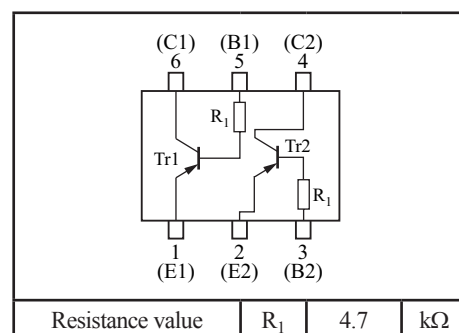 (C1) (B1) (C2)
6 5 4
R1
Tr1 Tr2
R1
1 2 3
(E1) (E2) (B2)
Resistance value R1 4.7 kΩ